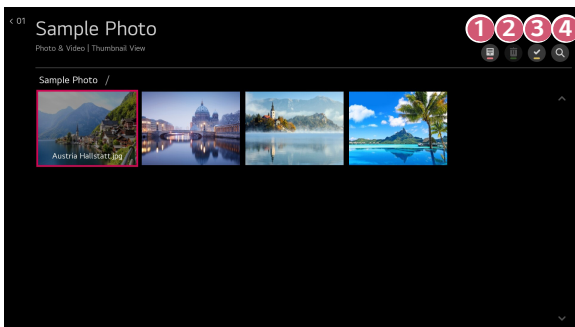 < 01
Sample Photo
Photo & Video | Thumbnail View
1 2 3 4
Sample Photo /
Austria Hallstatt.jpg